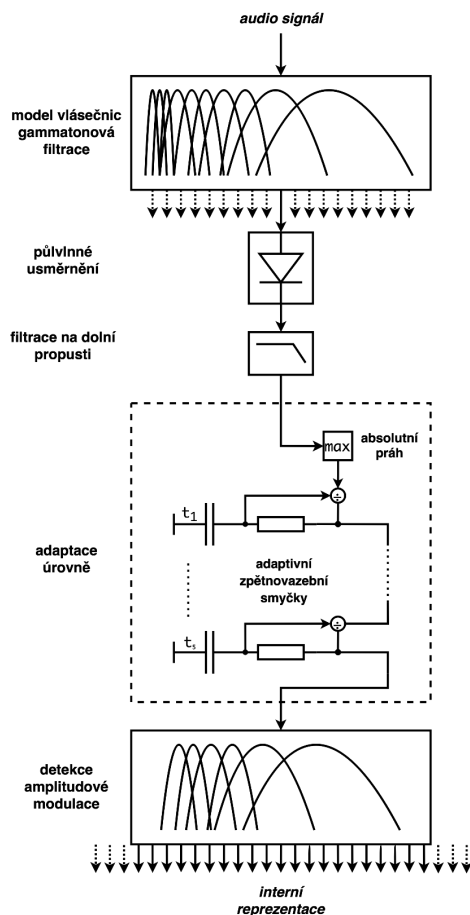 audio signál
model vlásečnic
gammatonová
filtrace
půlvlnné
usměrnění
filtrace na dolní
propusti
max
absolutní
práh
÷
t1
adaptace
úrovně
adaptivní
zpětnovazební
smyčky
÷
t5
detekce
amplitudové
modulace
interní
reprezentace